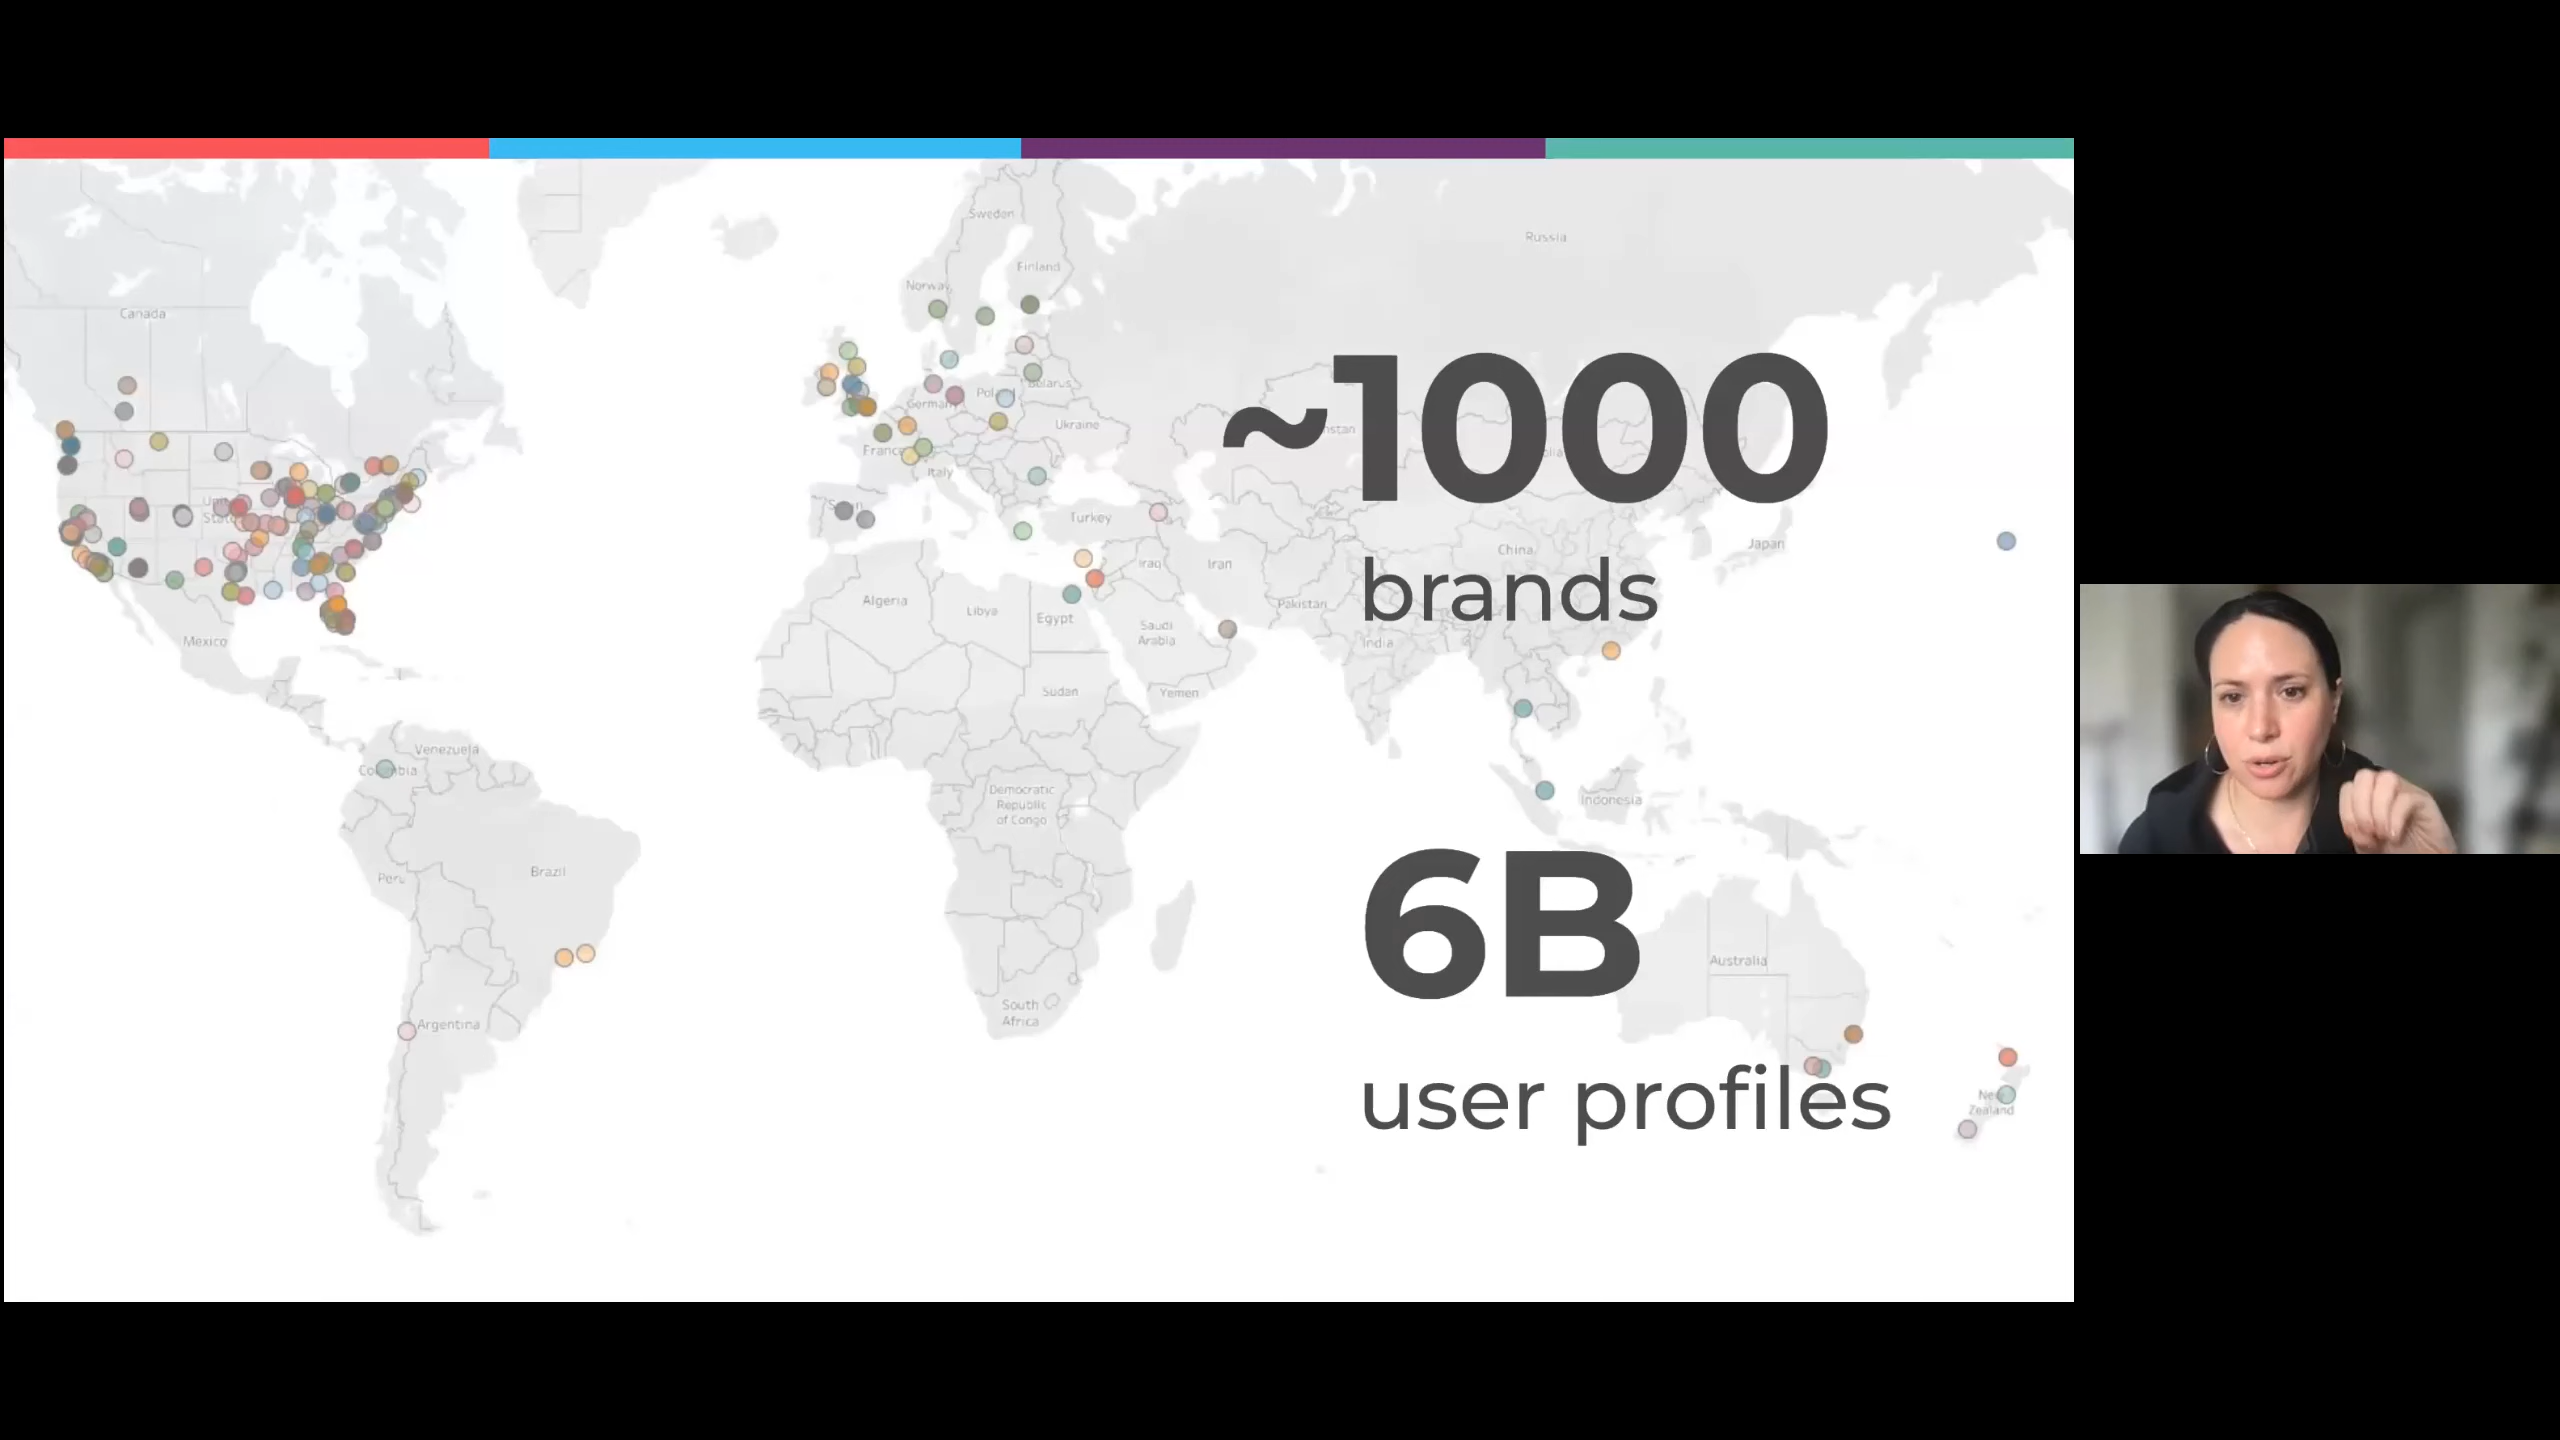 Sweden
Russia
Finland
Norway
Canada
~1000
Belarus
Germany
Ukraine
France
Italy
Turkey
China
Japan
brands
Iraq
Iran
Algeria
Libya
Egypt
Pakistan
Saudi
Arabia
Mexico
India
Sudan
Yemen
Venezuela
Democratic
Republic
of Congo
Indonesia
6B
Brazil
Peru
Australia
South
Africa
Argentina
user profiles
Zealand